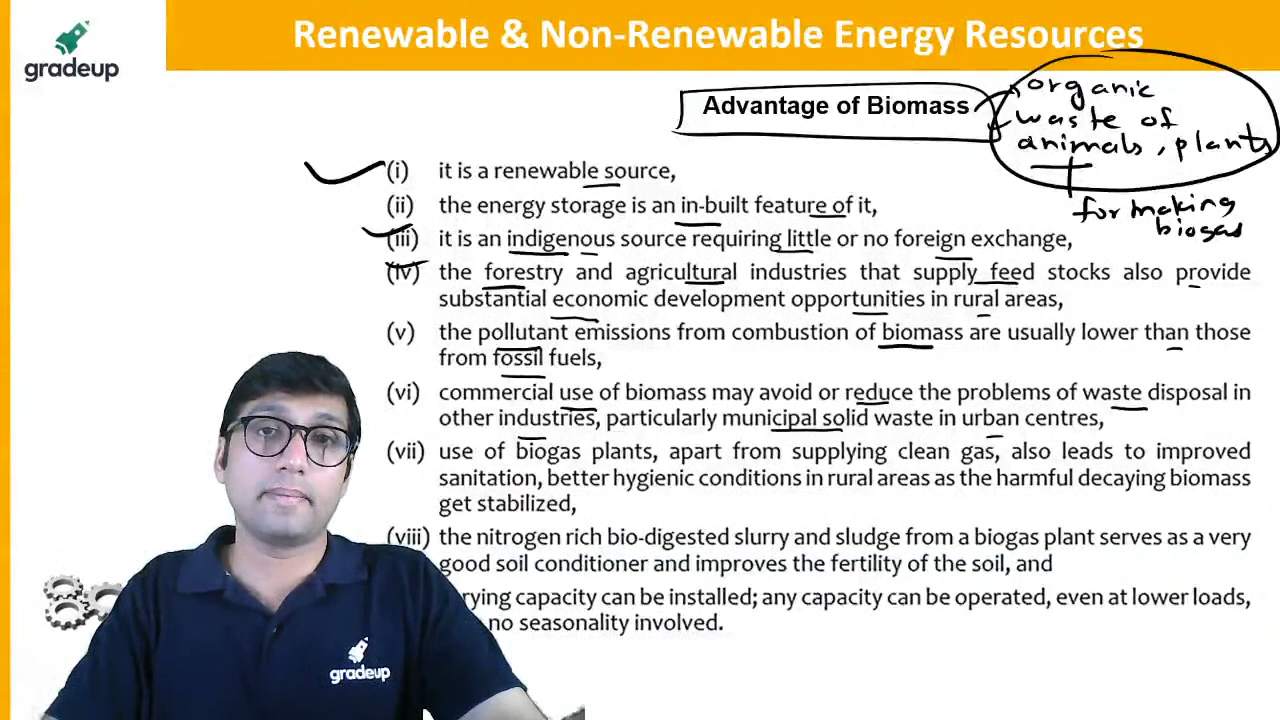 Renewable & Non-Renewable Energy Resources
gradeup
Advantage of Biomass
organic
waste of
animals, plants
for making
biogas
(i) it is a renewable source,
(ii) the energy storage is an in-built feature of it,
(iii) it is an indigenous source requiring little or no foreign exchange,
(iv) the forestry and agricultural industries that supply feed stocks also provide
substantial economic development opportunities in rural areas,
(v) the pollutant emissions from combustion of biomass are usually lower than those
from fossil fuels,
(vi) commercial use of biomass may avoid or reduce the problems of waste disposal in
other industries, particularly municipal solid waste in urban centres,
(vii) use of biogas plants, apart from supplying clean gas, also leads to improved
sanitation, better hygienic conditions in rural areas as the harmful decaying biomass
get stabilized,
(viii) the nitrogen rich bio-digested slurry and sludge from a biogas plant serves as a very
good soil conditioner and improves the fertility of the soil, and
rying capacity can be installed; any capacity can be operated, even at lower loads,
no seasonality involved.
gradeup